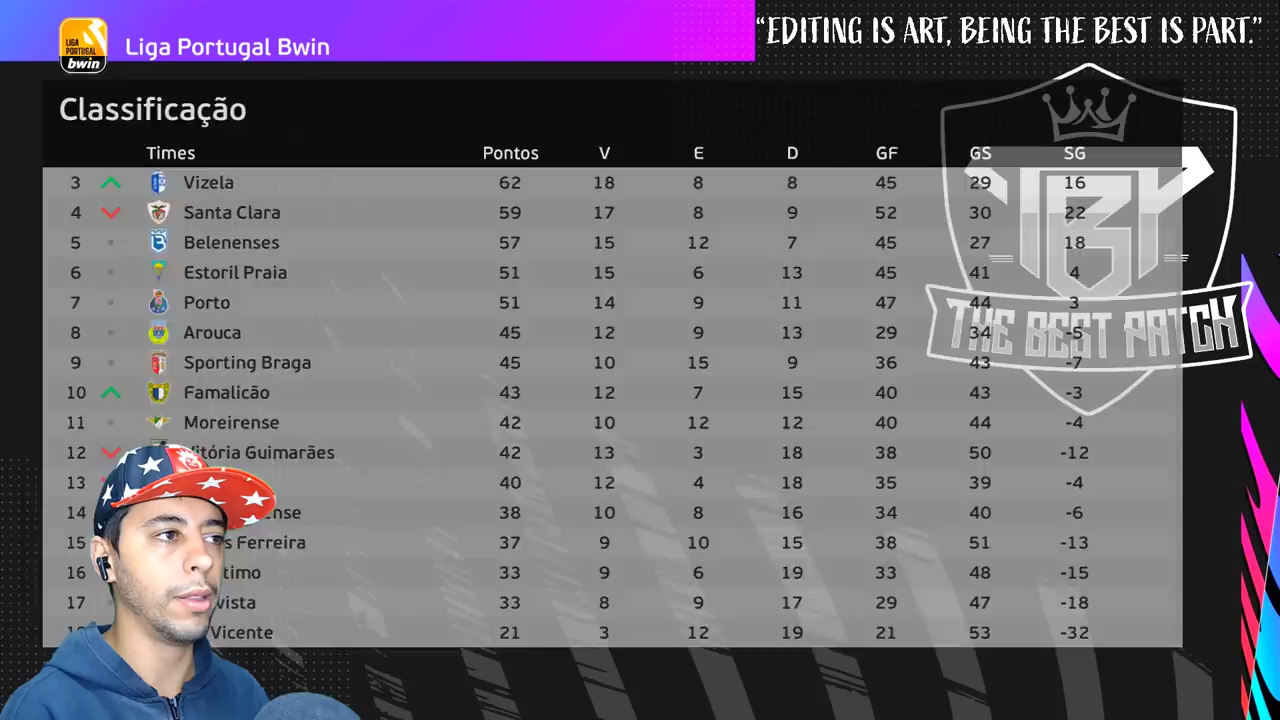 LIGA
PORTUGAL
bwin
Liga Portugal Bwin
“EDITING IS ART, BEING THE BEST IS PART.”
Classificação
Times Pontos V E D GF GS SG
3 Vizela 62 18 8 8 45 29 16
4 Santa Clara 59 17 8 9 52 30 22
5 Belenenses 57 15 12 7 45 27 18
6 Estoril Praia 51 15 6 13 45 41 4
7 Porto 51 14 9 11 47 44 3
8 Arouca 45 12 9 13 29 34 -5
9 Sporting Braga 45 10 15 9 36 43 -7
10 Famalicão 43 12 7 15 40 43 -3
11 Moreirense 42 10 12 12 40 44 -4
12 Vitória Guimarães 42 13 3 18 38 50 -12
13 40 12 4 18 35 39 -4
14 ense 38 10 8 16 34 40 -6
15 s Ferreira 37 9 10 15 38 51 -13
16 timo 33 9 6 19 33 48 -15
17 vista 33 8 9 17 29 47 -18
Vicente 21 3 12 19 21 53 -32
TBP
THE BEST PATCH